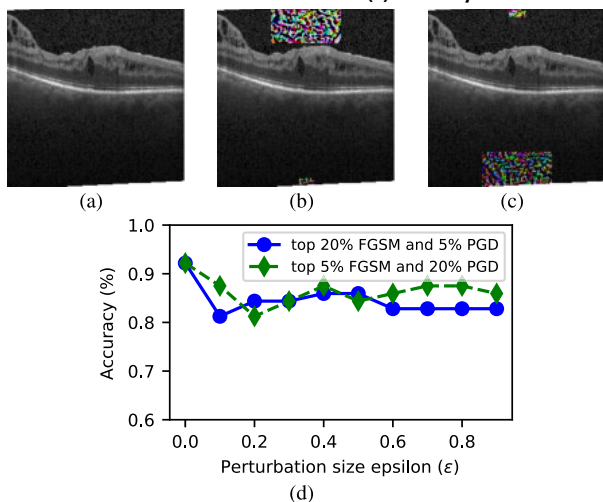 (a) (b) (c)
1.0
0.9
0.8
0.7
0.6
Accuracy (%)
top 20% FGSM and 5% PGD
top 5% FGSM and 20% PGD
0.0 0.2 0.4 0.6 0.8
Perturbation size epsilon (ε)
(d)